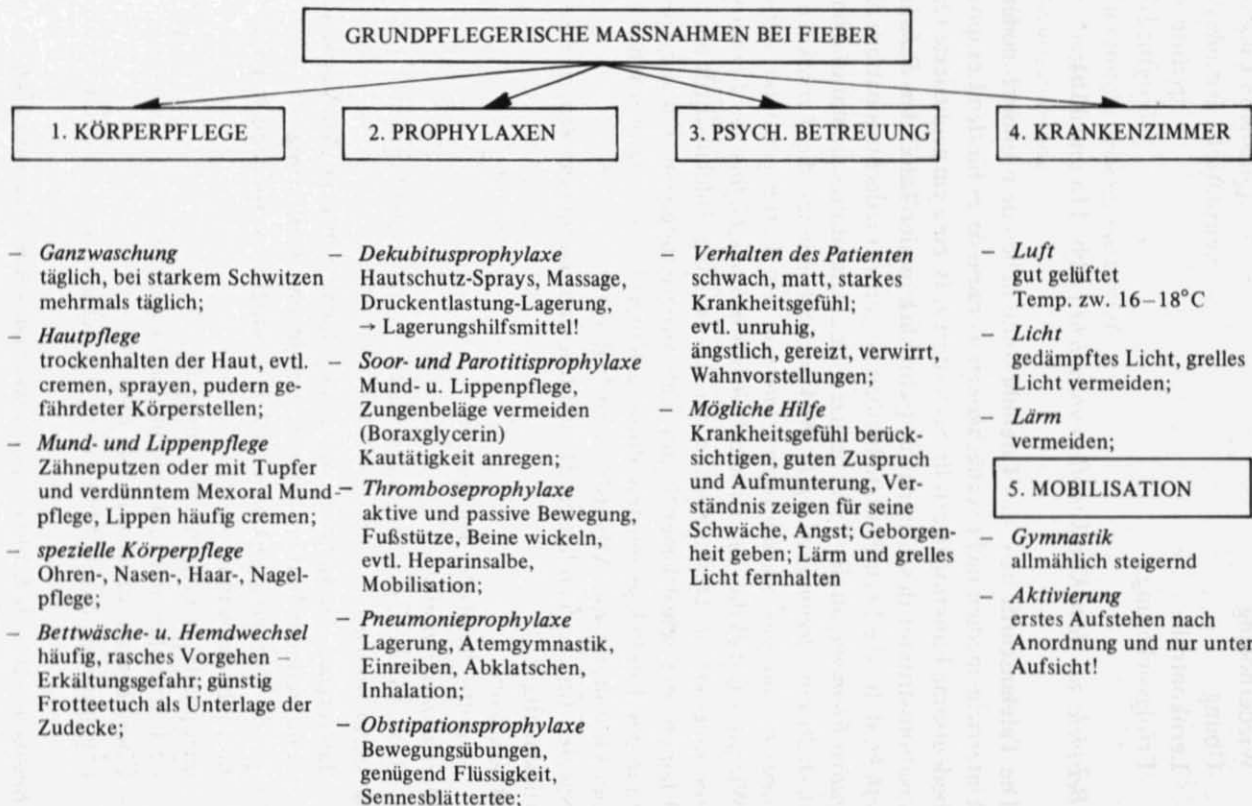 GRUNDPFLEGERISCHE MASSNAHMEN BEI FIEBER
1. KÖRPERPFLEGE
– Ganzwaschung
täglich, bei starkem Schwitzen
mehrmals täglich;
– Hautpflege
trockenhalten der Haut, evtl.
cremen, sprayen, pudern ge-
fährdeter Körperstellen;
– Mund- und Lippenpflege
Zähneputzen oder mit Tupfer
und verdünntem Mexoral Mund-
pflege, Lippen häufig cremen;
– spezielle Körperpflege
Ohren-, Nasen-, Haar-, Nagel-
pflege;
– Bettwäsche- u. Hemdwechsel
häufig, rasches Vorgehen –
Erkältungsgefahr; günstig
Frotteetuch als Unterlage der
Zudecke;
2. PROPHYLAXEN
– Dekubitusprophylaxe
Hautschutz-Sprays, Massage,
Druckentlastung-Lagerung,
→ Lagerungshilfsmittel!
– Soor- und Parotitisprophylaxe
Mund- u. Lippenpflege,
Zungenbeläge vermeiden
(Boraxglycerin)
Kautätigkeit anregen;
– Thromboseprophylaxe
aktive und passive Bewegung,
Fußstütze, Beine wickeln,
evtl. Heparinsalbe,
Mobilisation;
– Pneumonieprophylaxe
Lagerung, Atemgymnastik,
Einreiben, Abklatschen,
Inhalation;
– Obstipationsprophylaxe
Bewegungsübungen,
genügend Flüssigkeit,
Sennesblättertee;
3. PSYCH. BETREUUNG
– Verhalten des Patienten
schwach, matt, starkes
Krankheitsgefühl;
evtl. unruhig,
ängstlich, gereizt, verwirrt,
Wahnvorstellungen;
– Mögliche Hilfe
Krankheitsgefühl berück-
sichtigen, guten Zuspruch
und Aufmunterung, Ver-
ständnis zeigen für seine
Schwäche, Angst; Geborgen-
heit geben; Lärm und grelles
Licht fernhalten
4. KRANKENZIMMER
– Luft
gut gelüftet
Temp. zw. 16–18°C
– Licht
gedämpftes Licht, grelles
Licht vermeiden;
– Lärm
vermeiden;
5. MOBILISATION
– Gymnastik
allmählich steigernd
– Aktivierung
erstes Aufstehen nach
Anordnung und nur unter
Aufsicht!